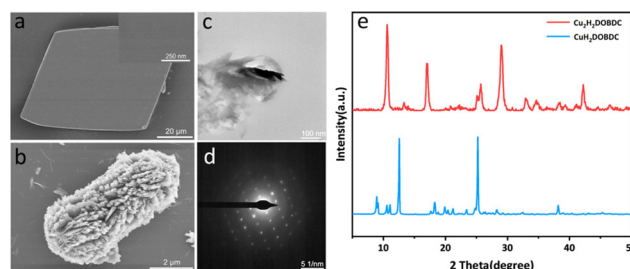 a
250 nm
20 µm
b
2 µm
c
100 nm
d
5 1/nm
e
Cu₂H₂DOBDC
CuH₂DOBDC
Intensity(a.u.)
10 20 30 40 50
2 Theta(degree)